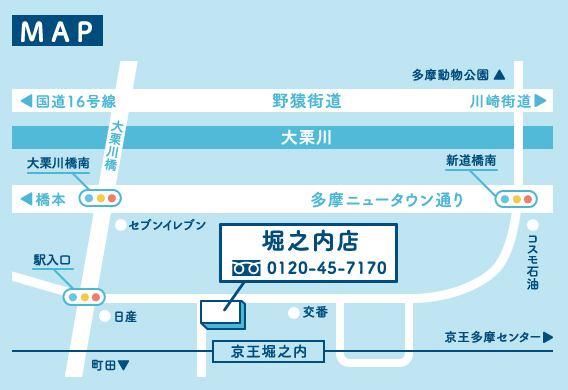 MAP
多摩動物公園▲
◀国道16号線
野猿街道
川崎街道▶
大栗川橋
大栗川
大栗川橋南
新道橋南
◀橋本
多摩ニュータウン通り
セブンイレブン
堀之内店
0120-45-7170
コスモ石油
駅入口
日産
交番
京王多摩センター▶
京王堀之内
町田▼